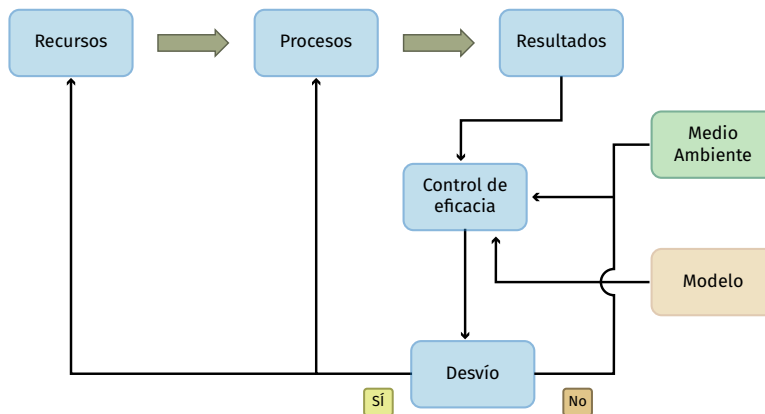 Recursos
Procesos
Resultados
Medio
Ambiente
Control de
eficacia
Modelo
Desvío
SÍ
No